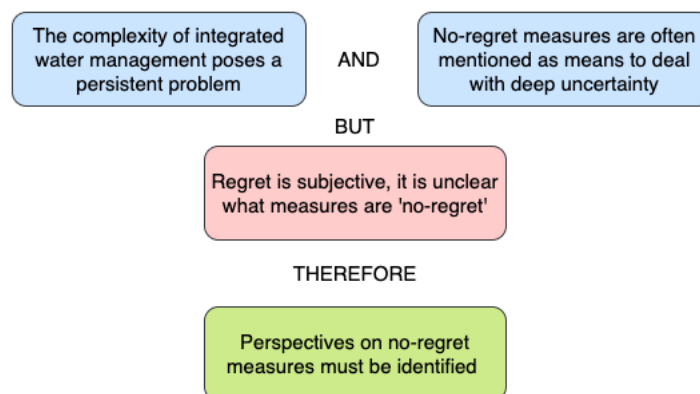 The complexity of integrated
water management poses a
persistent problem
AND
No-regret measures are often
mentioned as means to deal
with deep uncertainty
BUT
Regret is subjective, it is unclear
what measures are 'no-regret'
THEREFORE
Perspectives on no-regret
measures must be identified